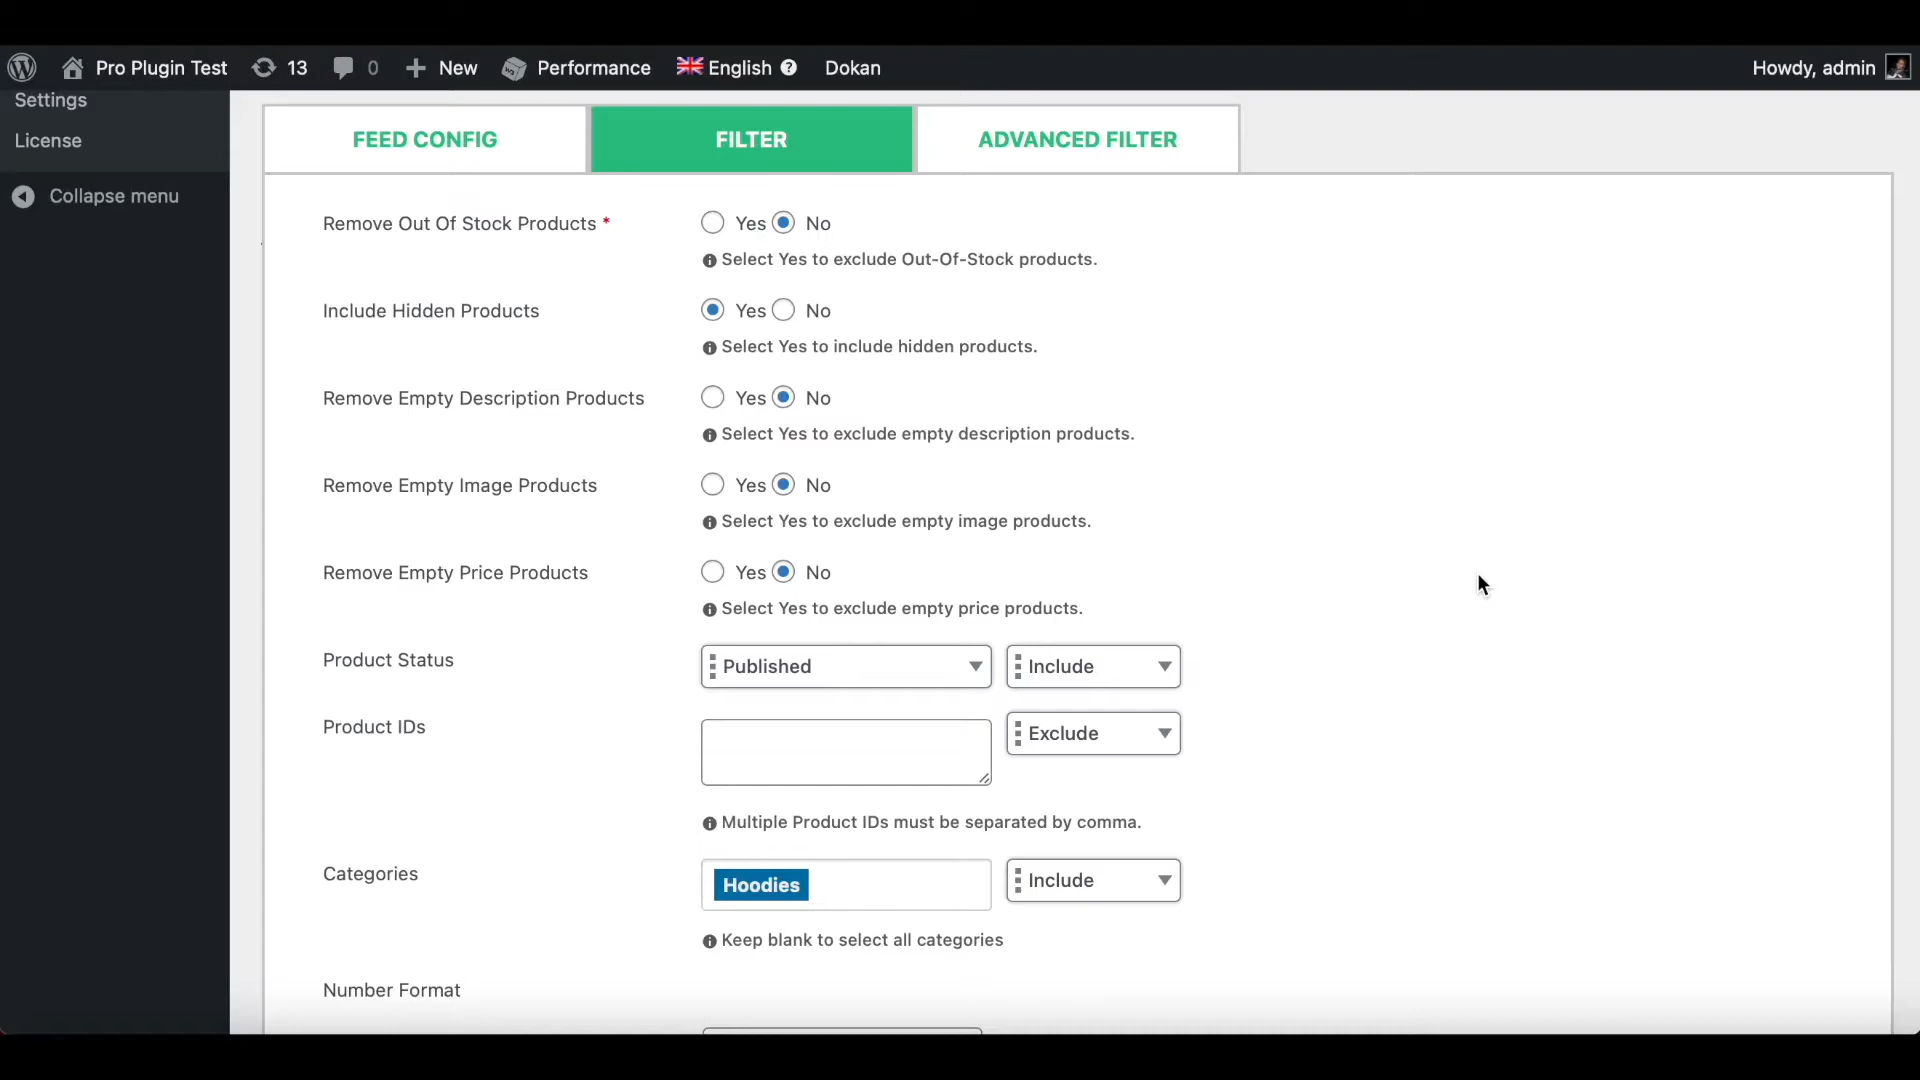 Pro Plugin Test 13 0 New Performance English Dokan Howdy, admin
Settings
License
Collapse menu
FEED CONFIG FILTER ADVANCED FILTER
Remove Out Of Stock Products * Yes No
Select Yes to exclude Out-Of-Stock products.
Include Hidden Products Yes No
Select Yes to include hidden products.
Remove Empty Description Products Yes No
Select Yes to exclude empty description products.
Remove Empty Image Products Yes No
Select Yes to exclude empty image products.
Remove Empty Price Products Yes No
Select Yes to exclude empty price products.
Product Status Published Include
Product IDs Exclude
Multiple Product IDs must be separated by comma.
Categories Hoodies Include
Keep blank to select all categories
Number Format